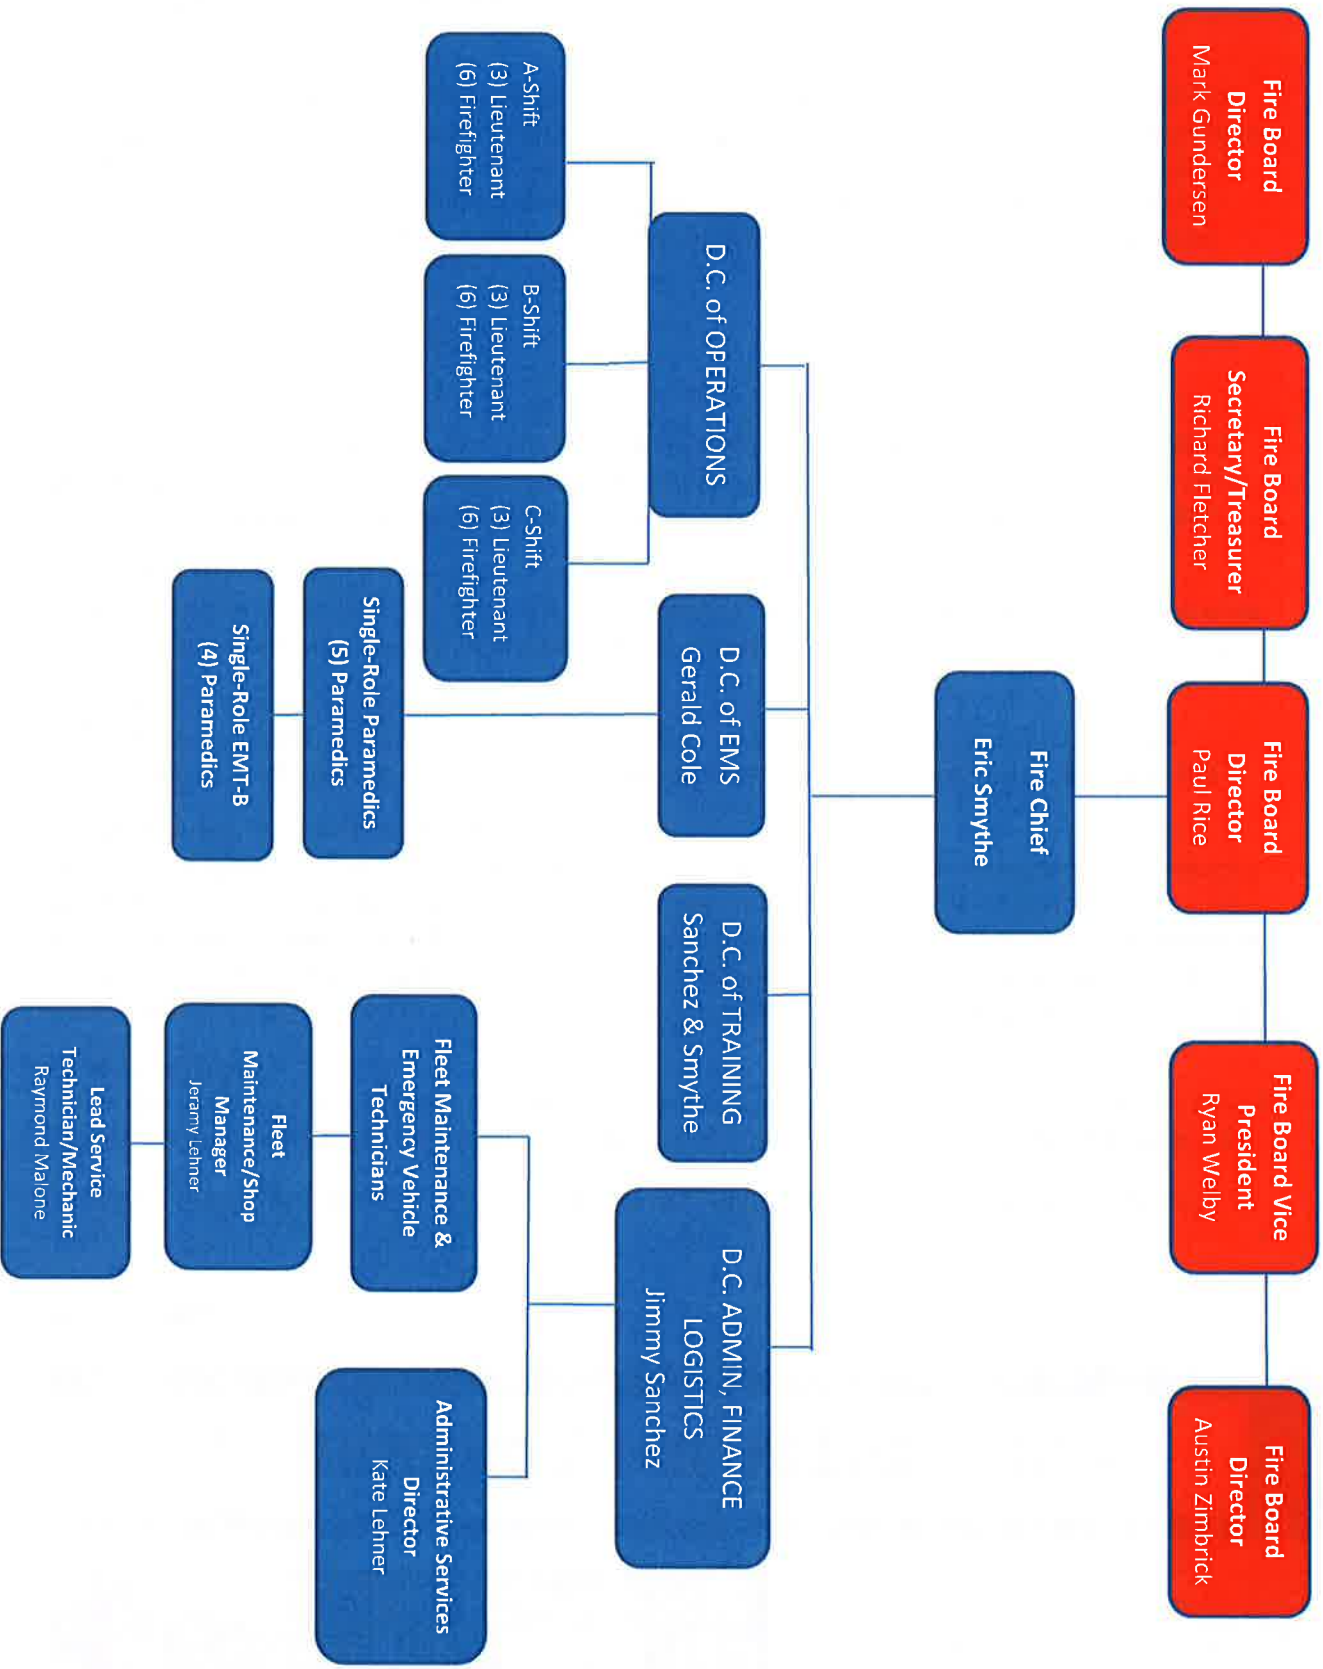 Fire Board
Director
Mark Gundersen
Fire Board
Secretary/Treasurer
Richard Fletcher
Fire Board
Director
Paul Rice
Fire Board Vice
President
Ryan Welby
Fire Board
Director
Austin Zimbrick
Fire Chief
Eric Smythe
D.C. of OPERATIONS
D.C. of EMS
Gerald Cole
D.C. of TRAINING
Sanchez & Smythe
D.C. ADMIN, FINANCE
LOGISTICS
Jimmy Sanchez
A-Shift
(3) Lieutenant
(6) Firefighter
B-Shift
(3) Lieutenant
(6) Firefighter
C-Shift
(3) Lieutenant
(6) Firefighter
Single-Role Paramedics
(5) Paramedics
Single-Role EMT-B
(4) Paramedics
Fleet Maintenance &
Emergency Vehicle
Technicians
Fleet
Maintenance/Shop
Manager
Jeramy Lehner
Lead Service
Technician/Mechanic
Raymond Malone
Administrative Services
Director
Kate Lehner